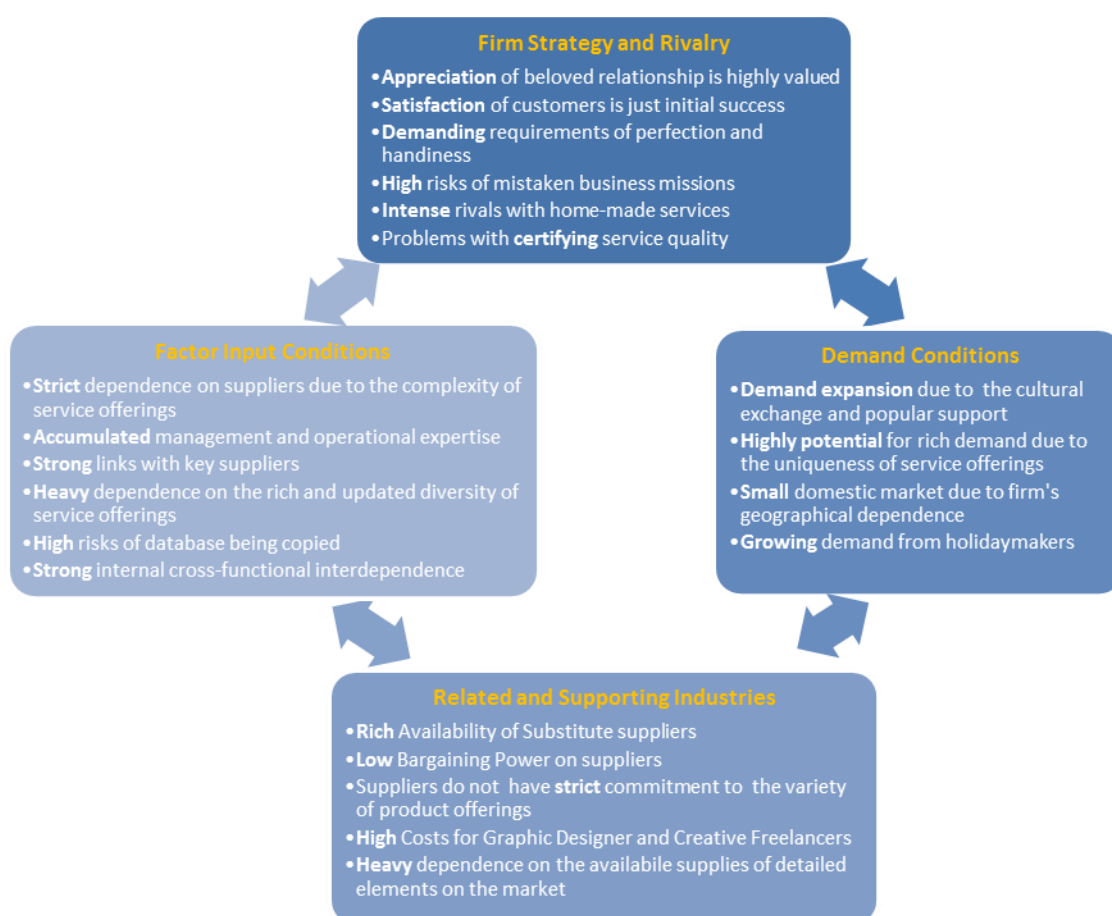 Firm Strategy and Rivalry
•Appreciation of beloved relationship is highly valued
•Satisfaction of customers is just initial success
•Demanding requirements of perfection and
handiness
•High risks of mistaken business missions
•Intense rivals with home-made services
•Problems with certifying service quality
Factor Input Conditions
•Strict dependence on suppliers due to the complexity of
service offerings
•Accumulated management and operational expertise
•Strong links with key suppliers
•Heavy dependence on the rich and updated diversity of
service offerings
•High risks of database being copied
•Strong internal cross-functional interdependence
Demand Conditions
•Demand expansion due to the cultural
exchange and popular support
•Highly potential for rich demand due to
the uniqueness of service offerings
•Small domestic market due to firm's
geographical dependence
•Growing demand from holidaymakers
Related and Supporting Industries
•Rich Availability of Substitute suppliers
•Low Bargaining Power on suppliers
•Suppliers do not have strict commitment to the variety
of product offerings
•High Costs for Graphic Designer and Creative Freelancers
•Heavy dependence on the availabile supplies of detailed
elements on the market